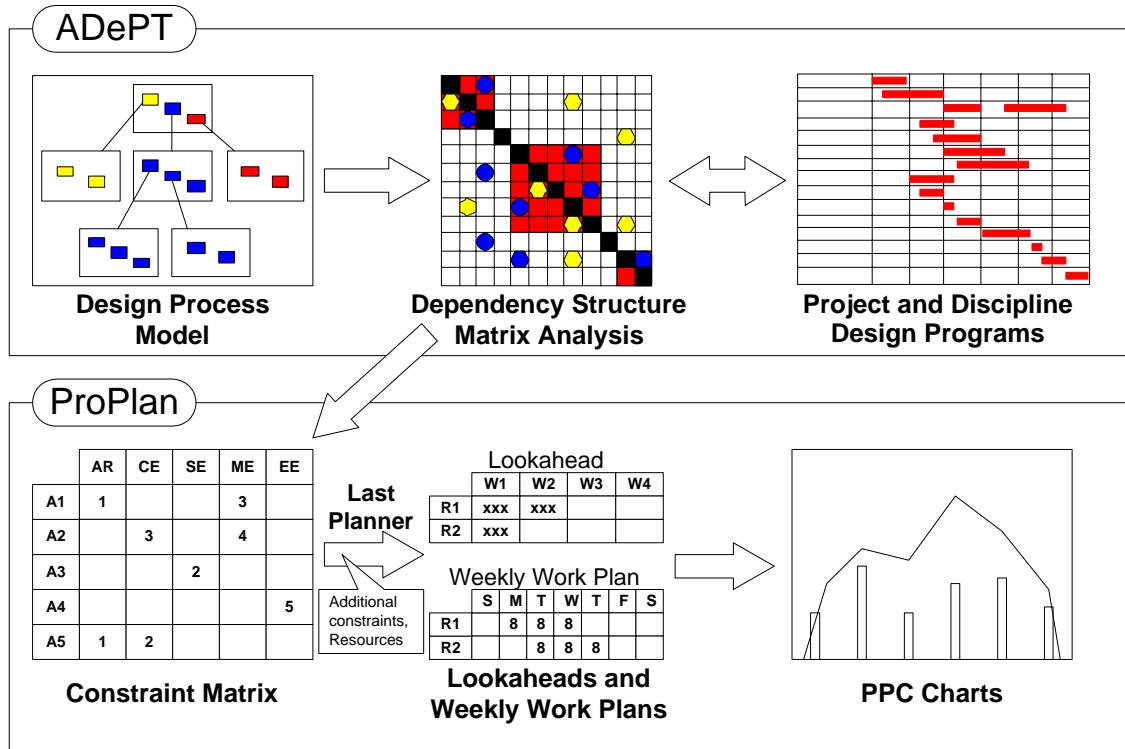 ADePT
Design Process
Model
Dependency Structure
Matrix Analysis
Project and Discipline
Design Programs
ProPlan
AR CE SE ME EE
A1 1 3
A2 3 4
A3 2
A4 5
A5 1 2
Constraint Matrix
Last
Planner
Additional
constraints,
Resources
Lookahead
W1 W2 W3 W4
R1 xxx xxx
R2 xxx
Weekly Work Plan
S M T W T F S
R1 8 8 8
R2 8 8 8
Lookaheads and
Weekly Work Plans
PPC Charts